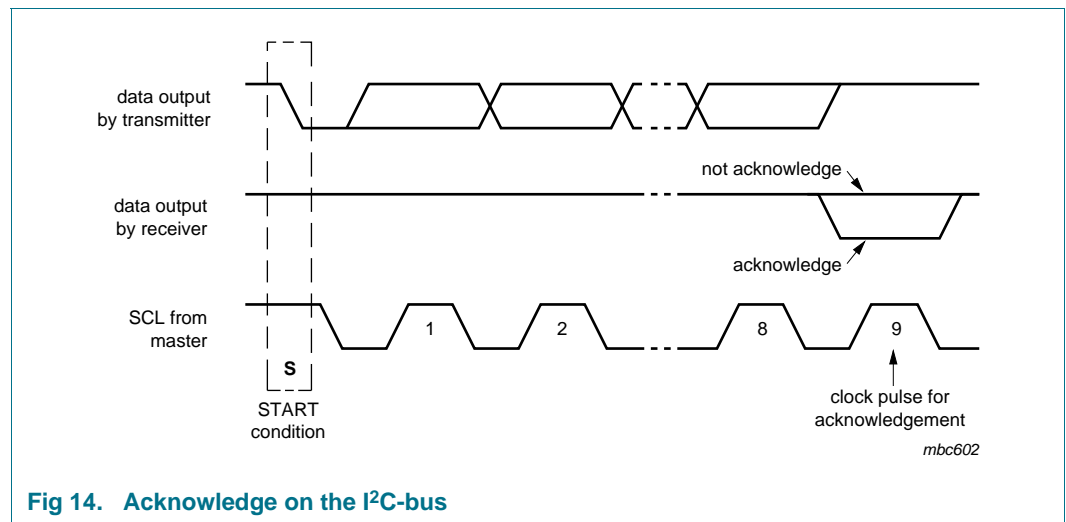 data output
by transmitter
not acknowledge
data output
by receiver
acknowledge
SCL from
master
1
2
8
9
S
START
condition
clock pulse for
acknowledgement
mbc602
Fig 14. Acknowledge on the I²C-bus